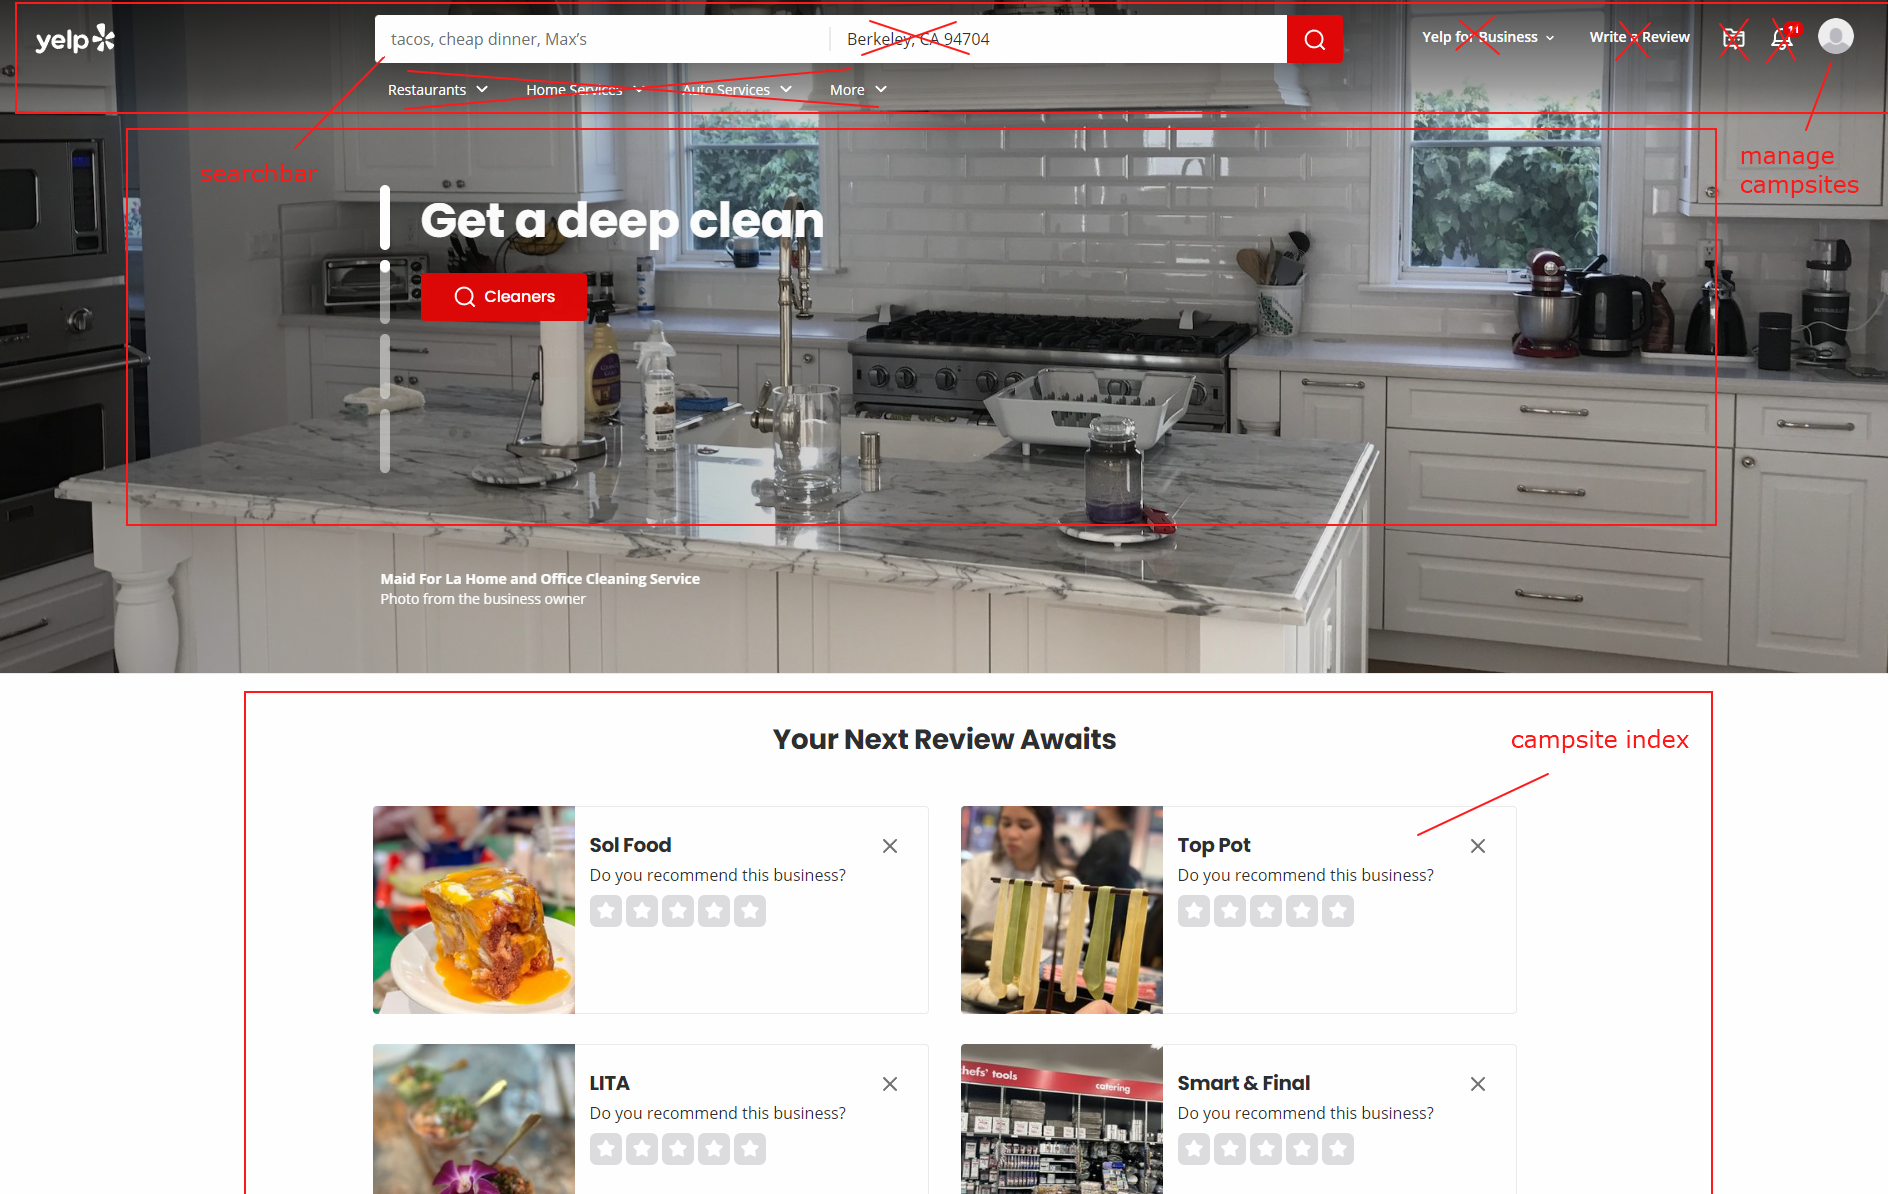 yelp
tacos, cheap dinner, Max's
Berkeley, CA 94704
Yelp for Business
Write a Review
Restaurants
Home Services
Auto Services
More
searchbar
manage
campsites
Get a deep clean
Cleaners
Maid For La Home and Office Cleaning Service
Photo from the business owner
Your Next Review Awaits
campsite index
Sol Food
Do you recommend this business?
Top Pot
Do you recommend this business?
LITA
Do you recommend this business?
Smart & Final
Do you recommend this business?
hefs' tools
catering